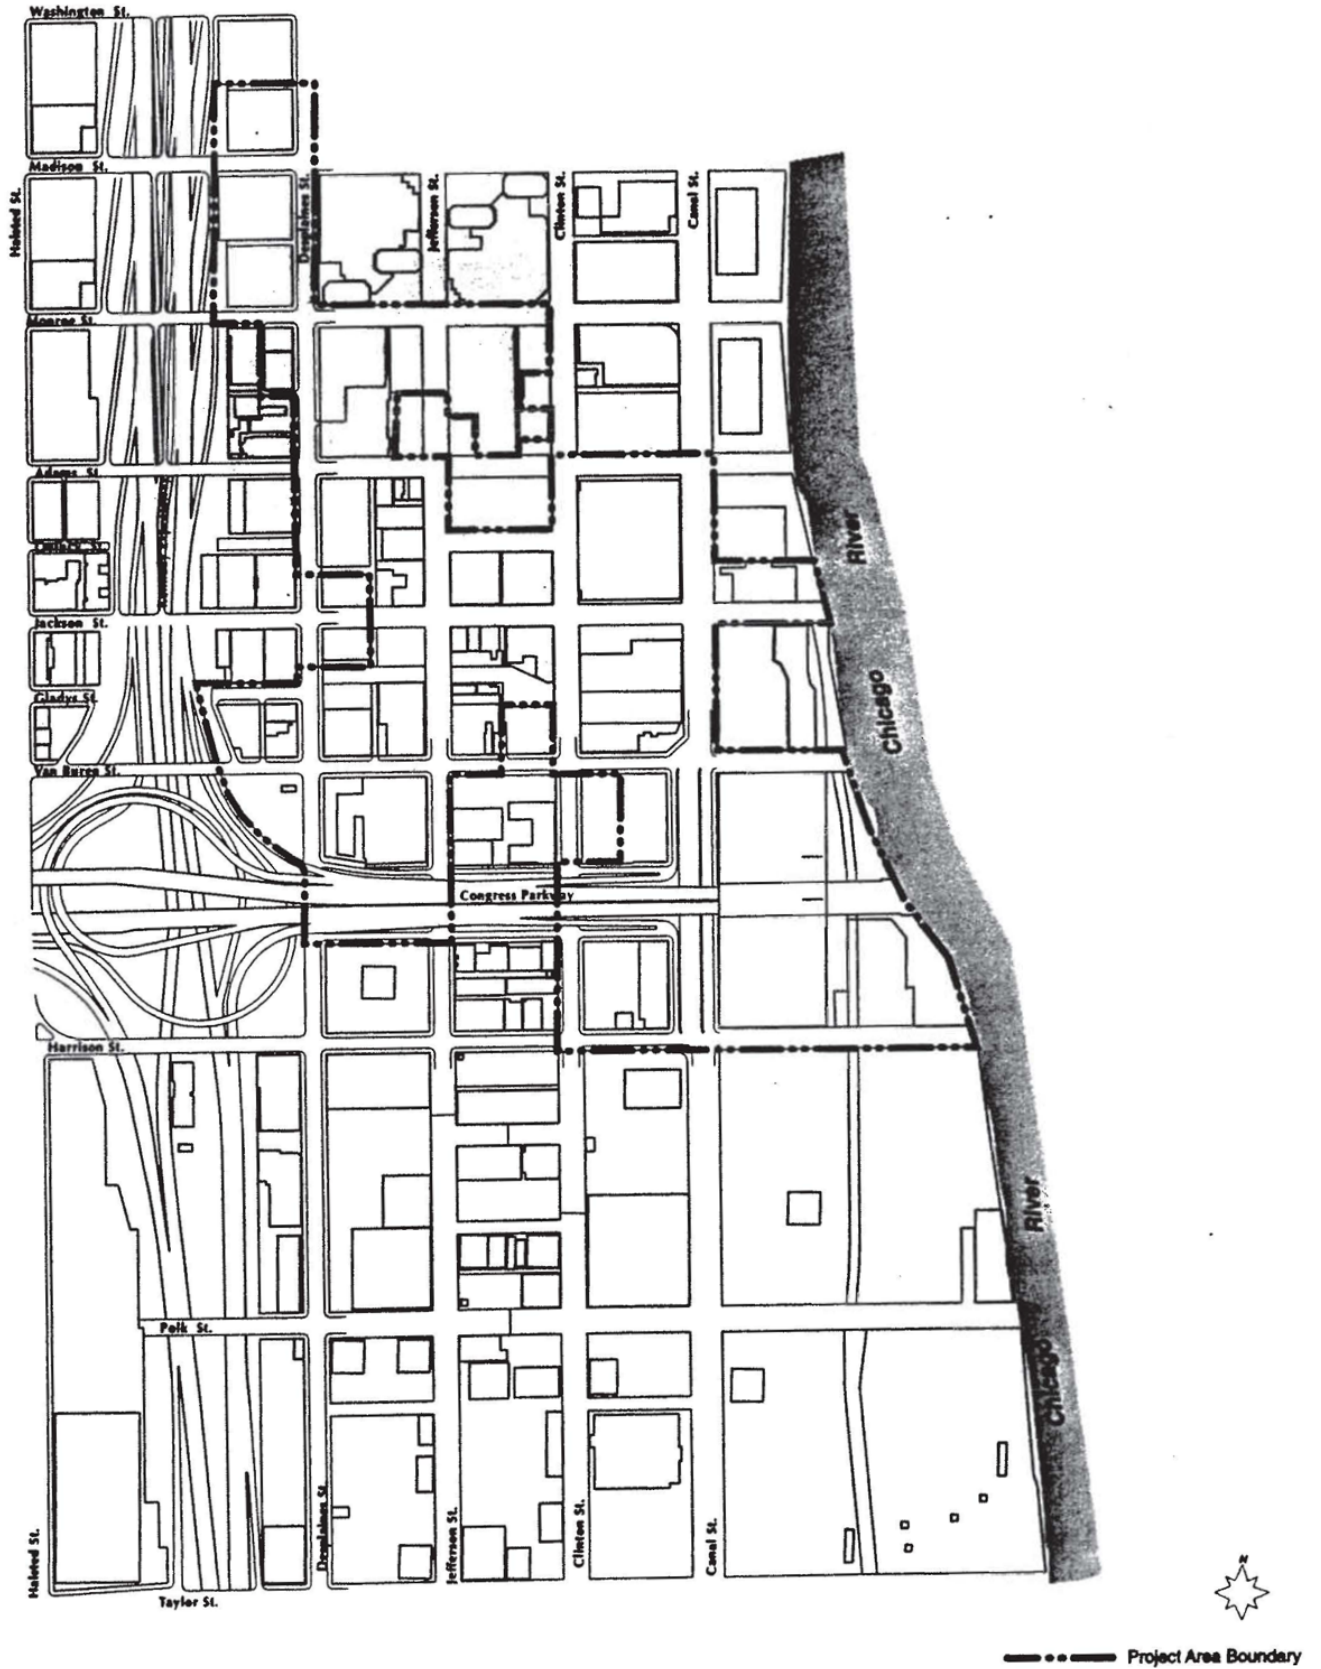 Washington St.
Madison St.
Halsted St.
Desplaines St.
Jefferson St.
Clinton St.
Canal St.
Monroe St.
Adams St.
Quincy St.
River
Jackson St.
Gladys St.
Chicago
Van Buren St.
Congress Parkway
Harrison St.
River
Polk St.
Chicago
Halsted St.
Desplaines St.
Jefferson St.
Clinton St.
Canal St.
Taylor St.
N
Project Area Boundary